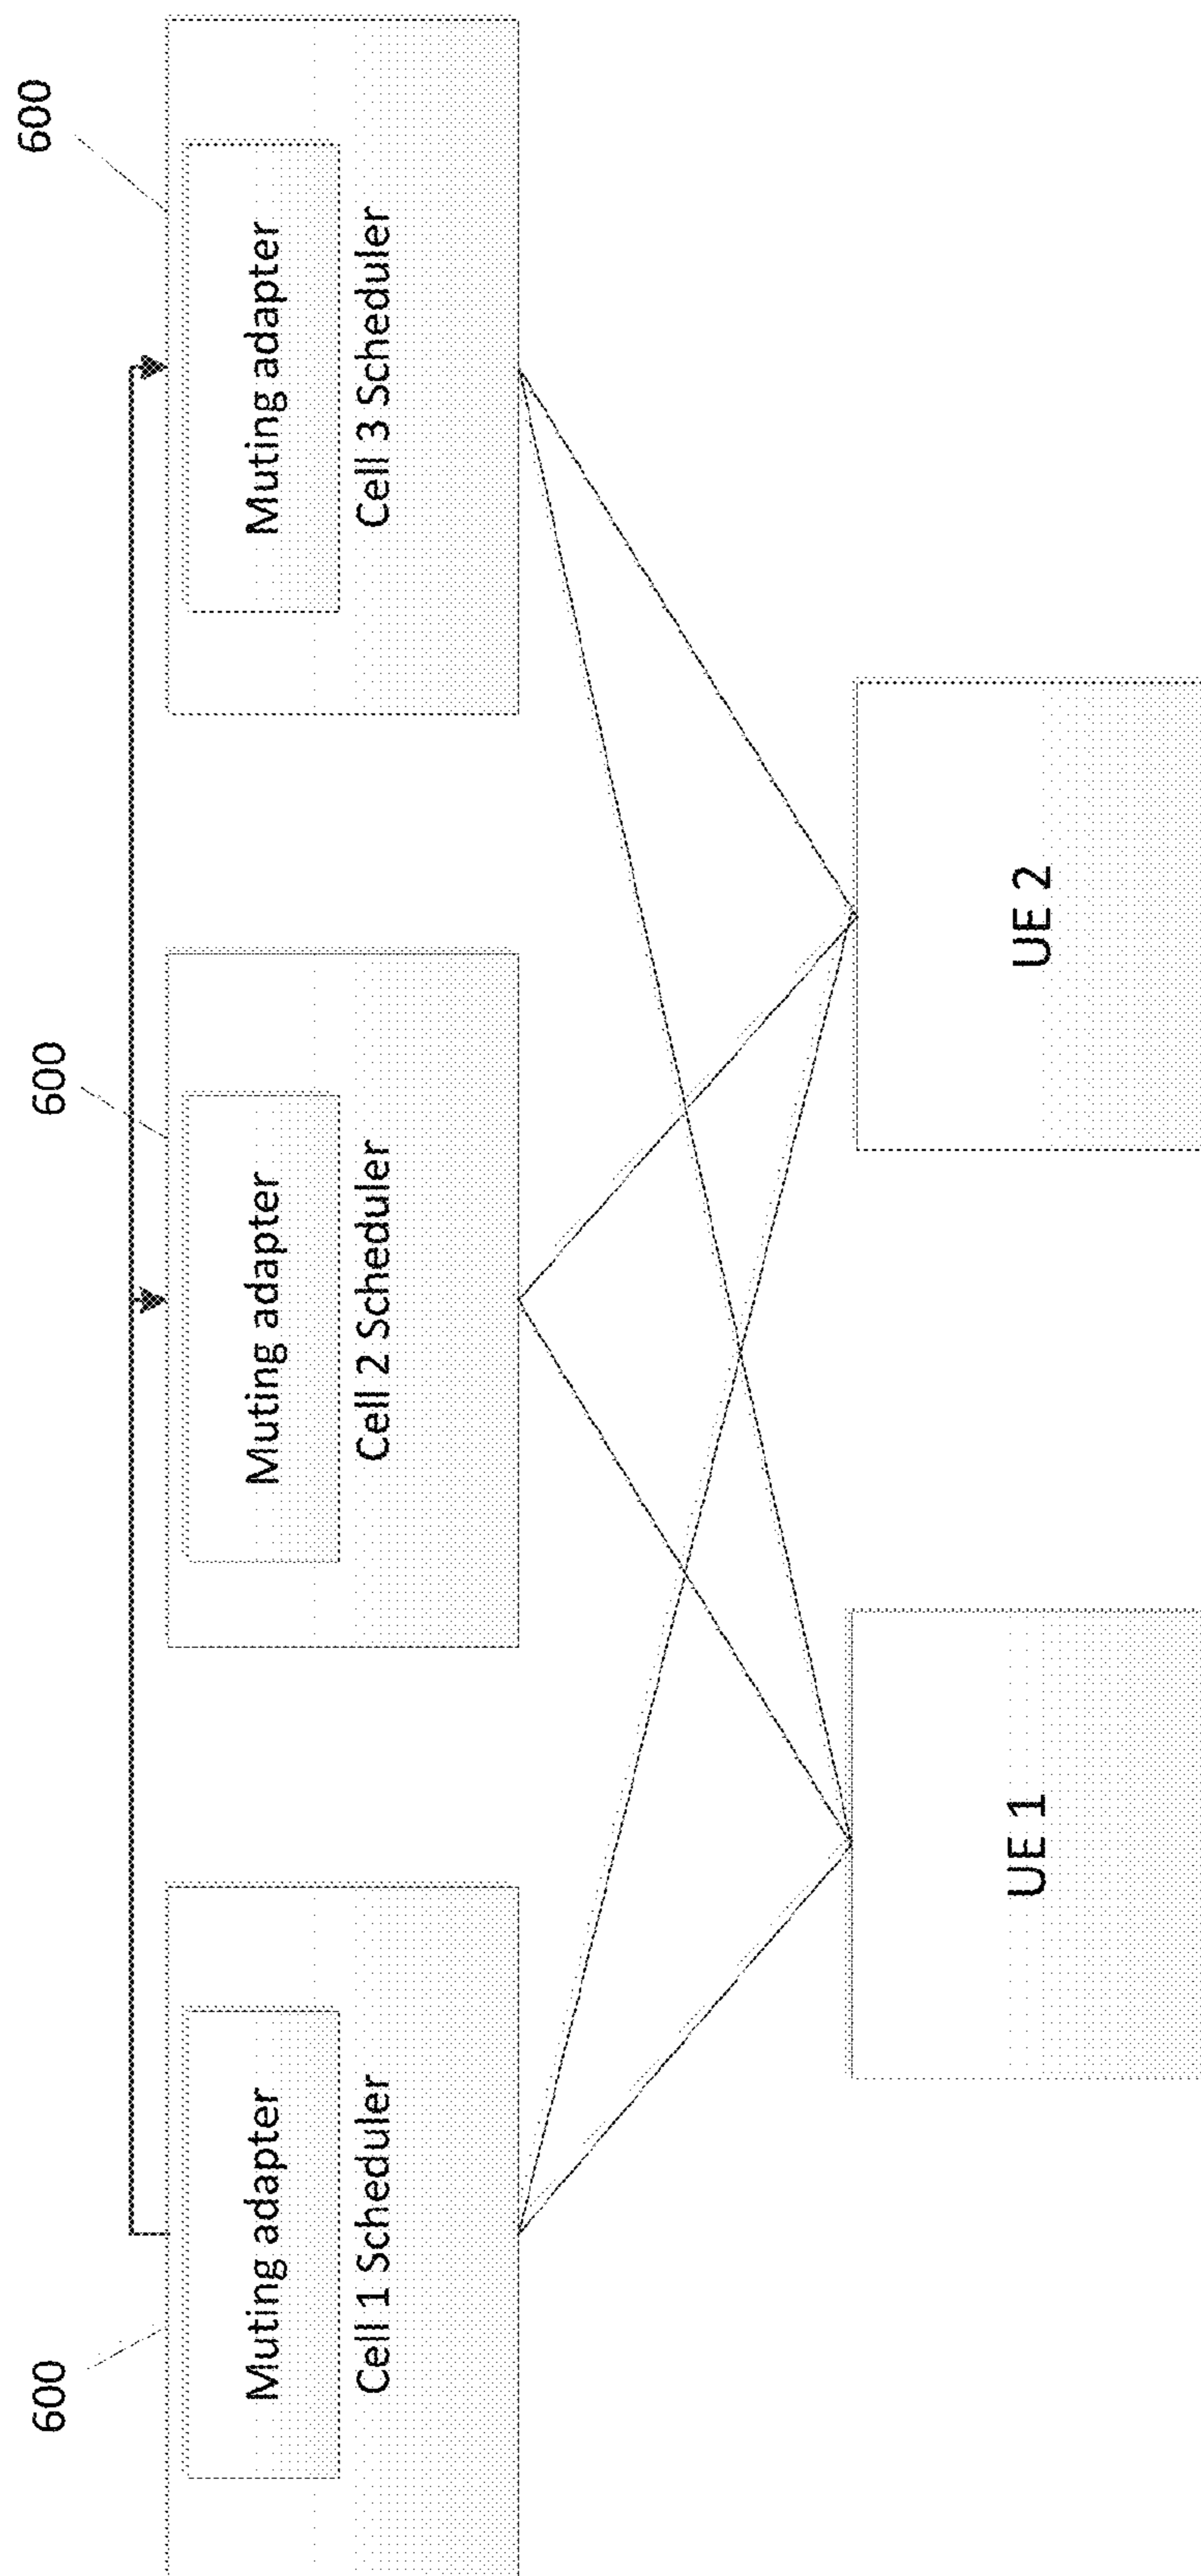 600
600
600
Muting adapter
Cell 1 Scheduler
Muting adapter
Cell 2 Scheduler
Muting adapter
Cell 3 Scheduler
UE 1
UE 2